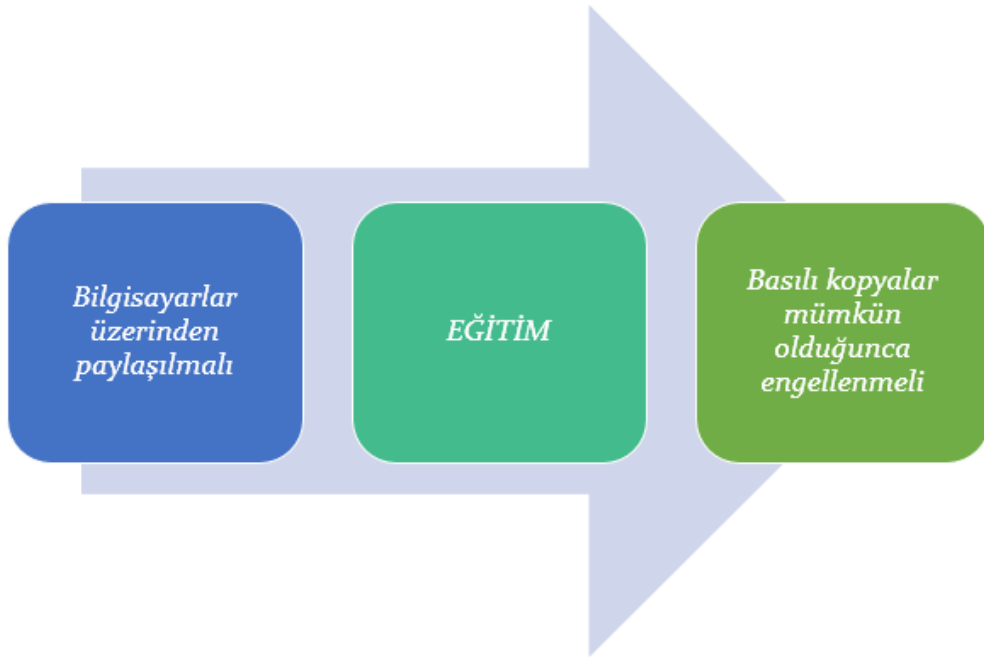 Bilgisayarlar
üzerinden
paylaşılmalı
EĞİTİM
Basılı kopyalar
mümkün
olduğunca
engellenmeli